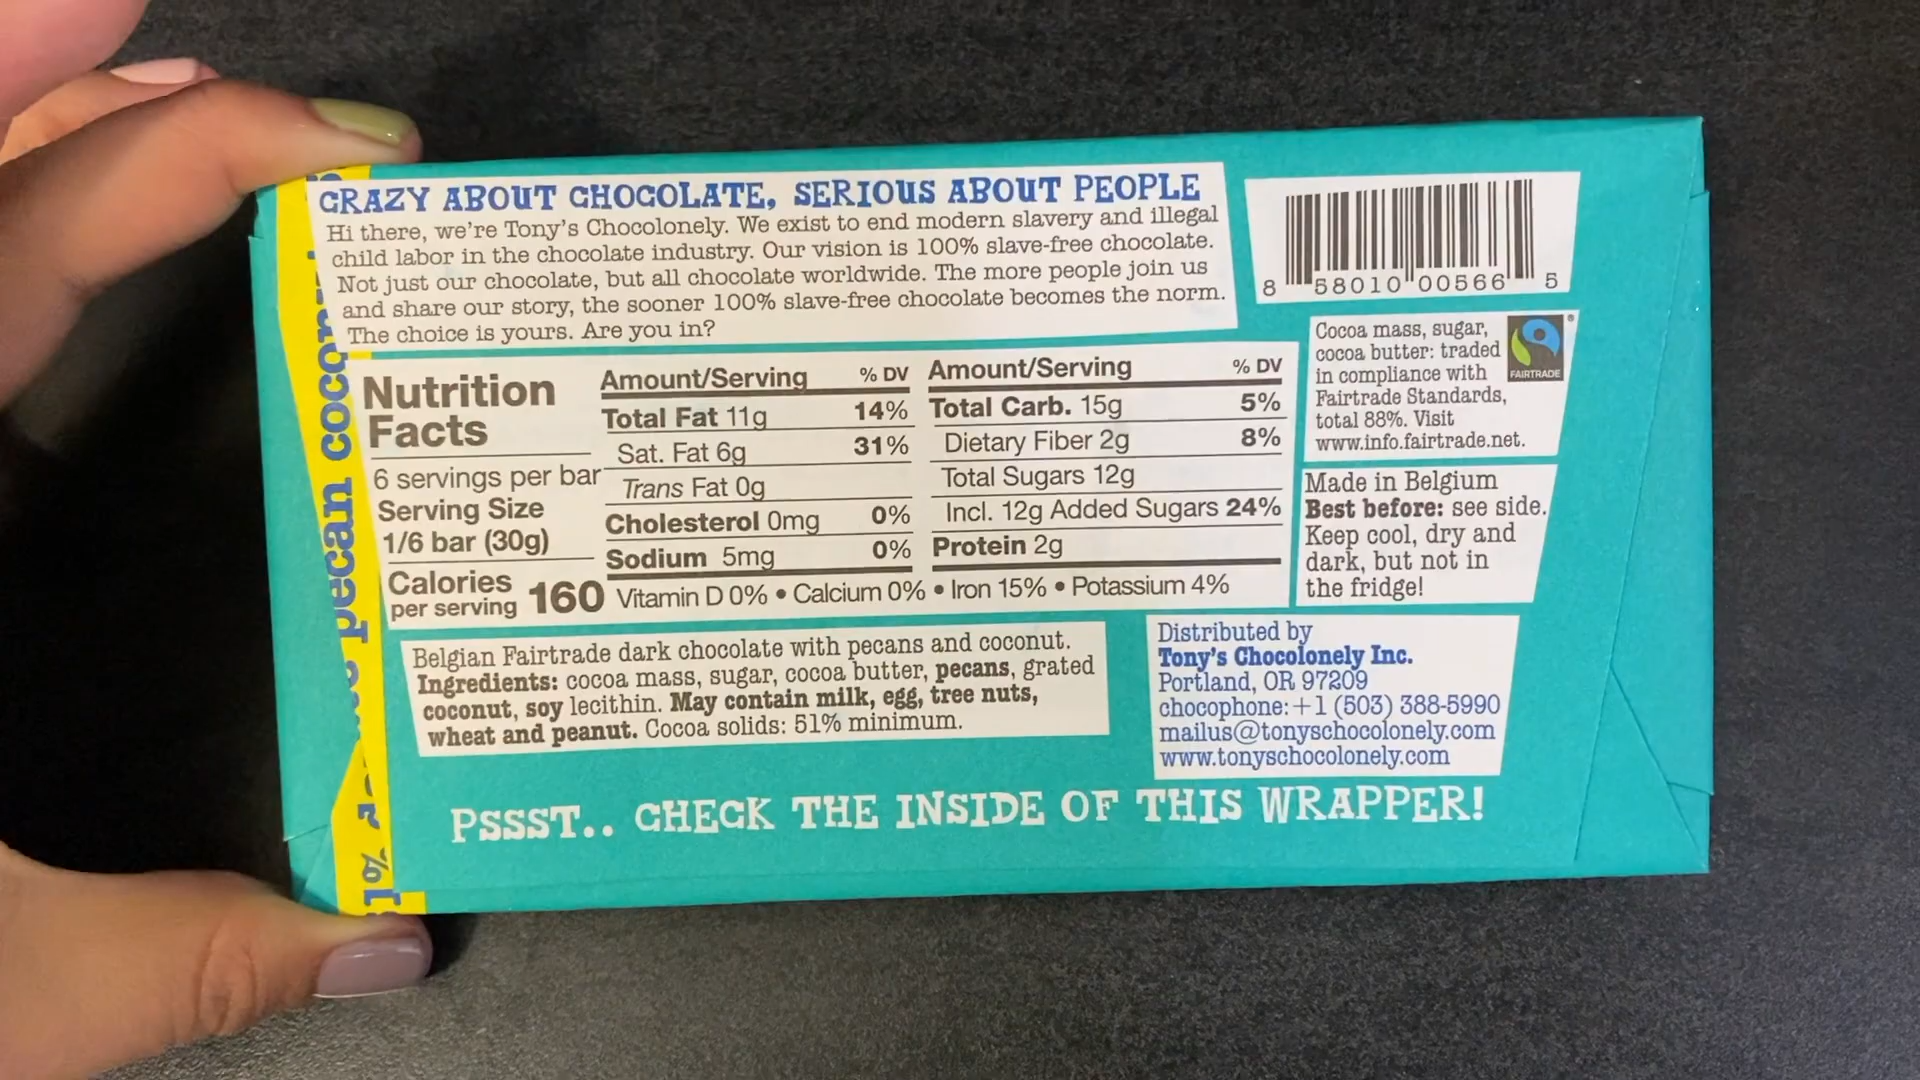 CRAZY ABOUT CHOCOLATE, SERIOUS ABOUT PEOPLE
Hi there, we're Tony's Chocolonely. We exist to end modern slavery and illegal
child labor in the chocolate industry. Our vision is 100% slave-free chocolate.
Not just our chocolate, but all chocolate worldwide. The more people join us
and share our story, the sooner 100% slave-free chocolate becomes the norm.
The choice is yours. Are you in?
8 58010 00566 5
Cocoa mass, sugar,
cocoa butter: traded
in compliance with
Fairtrade Standards,
total 88%. Visit
www.info.fairtrade.net.
FAIRTRADE
Nutrition
Facts
6 servings per bar
Serving Size
1/6 bar (30g)
Calories
per serving 160
Amount/Serving % DV
Total Fat 11g 14%
Sat. Fat 6g 31%
Trans Fat 0g
Cholesterol 0mg 0%
Sodium 5mg 0%
Amount/Serving % DV
Total Carb. 15g 5%
Dietary Fiber 2g 8%
Total Sugars 12g
Incl. 12g Added Sugars 24%
Protein 2g
Vitamin D 0% • Calcium 0% • Iron 15% • Potassium 4%
Made in Belgium
Best before: see side.
Keep cool, dry and
dark, but not in
the fridge!
Belgian Fairtrade dark chocolate with pecans and coconut.
Ingredients: cocoa mass, sugar, cocoa butter, pecans, grated
coconut, soy lecithin. May contain milk, egg, tree nuts,
wheat and peanut. Cocoa solids: 51% minimum.
Distributed by
Tony's Chocolonely Inc.
Portland, OR 97209
chocophone: +1 (503) 388-5990
mailus@tonyschocolonely.com
www.tonyschocolonely.com
PSSST.. CHECK THE INSIDE OF THIS WRAPPER!
pecan